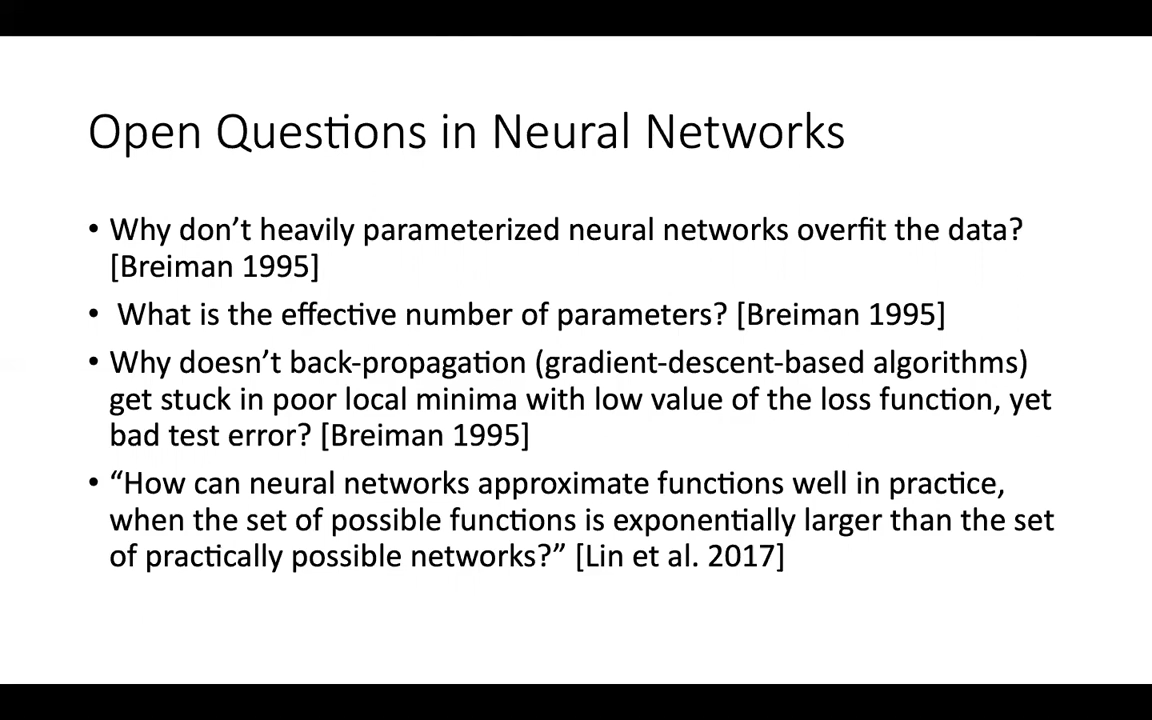 Open Questions in Neural Networks
• Why don’t heavily parameterized neural networks overfit the data?
[Breiman 1995]
• What is the effective number of parameters? [Breiman 1995]
• Why doesn’t back-propagation (gradient-descent-based algorithms)
get stuck in poor local minima with low value of the loss function, yet
bad test error? [Breiman 1995]
• “How can neural networks approximate functions well in practice,
when the set of possible functions is exponentially larger than the set
of practically possible networks?” [Lin et al. 2017]